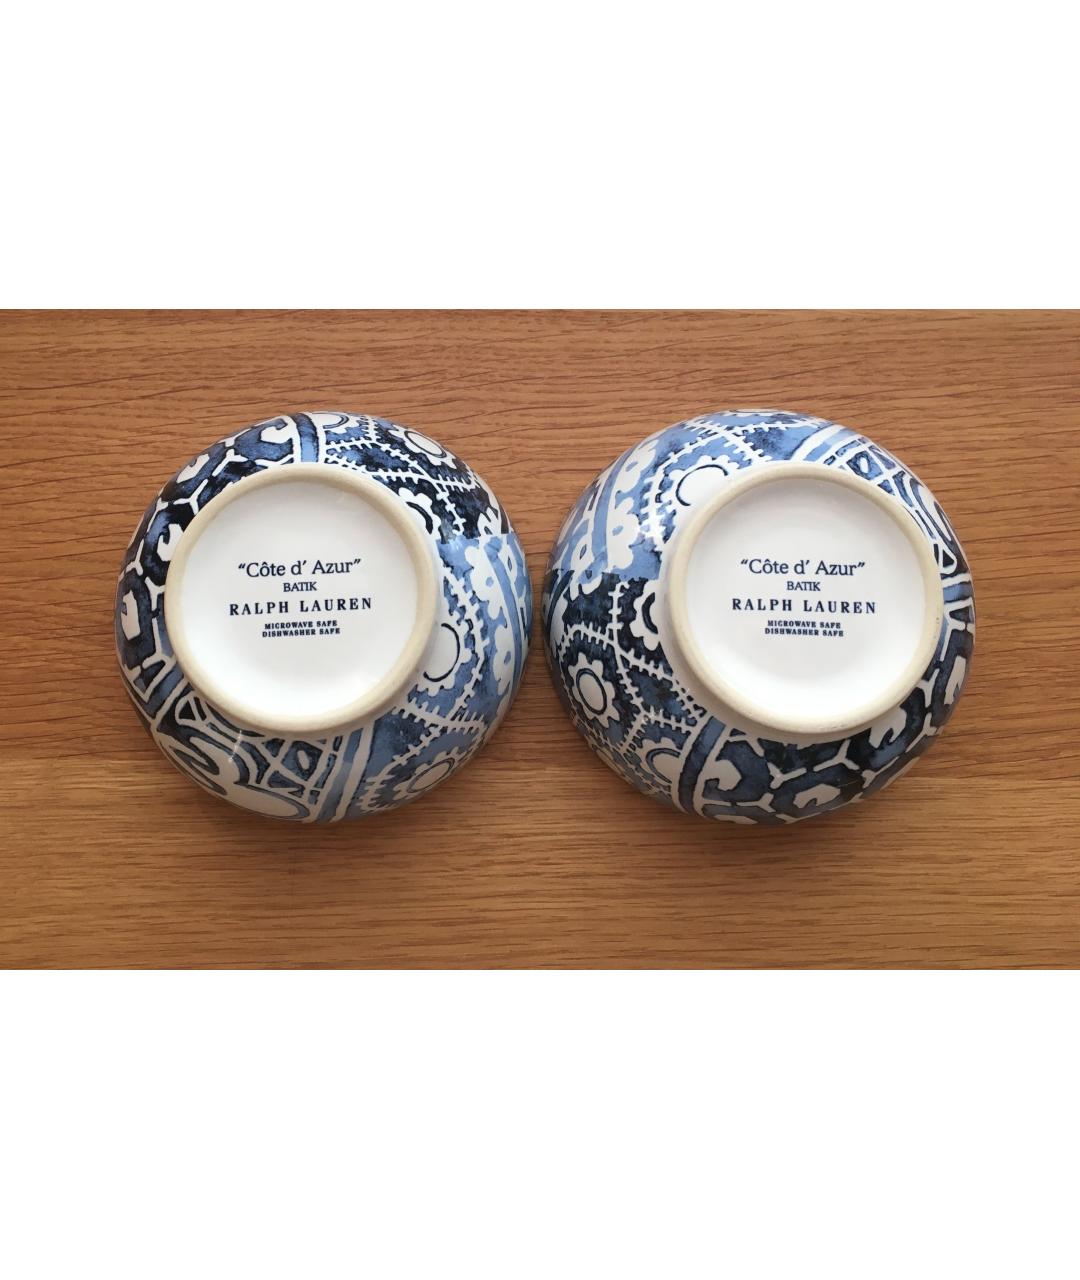 “Côte d’ Azur”
BATIK
RALPH LAUREN
MICROWAVE SAFE
DISHWASHER SAFE
“Côte d’ Azur”
BATIK
RALPH LAUREN
MICROWAVE SAFE
DISHWASHER SAFE